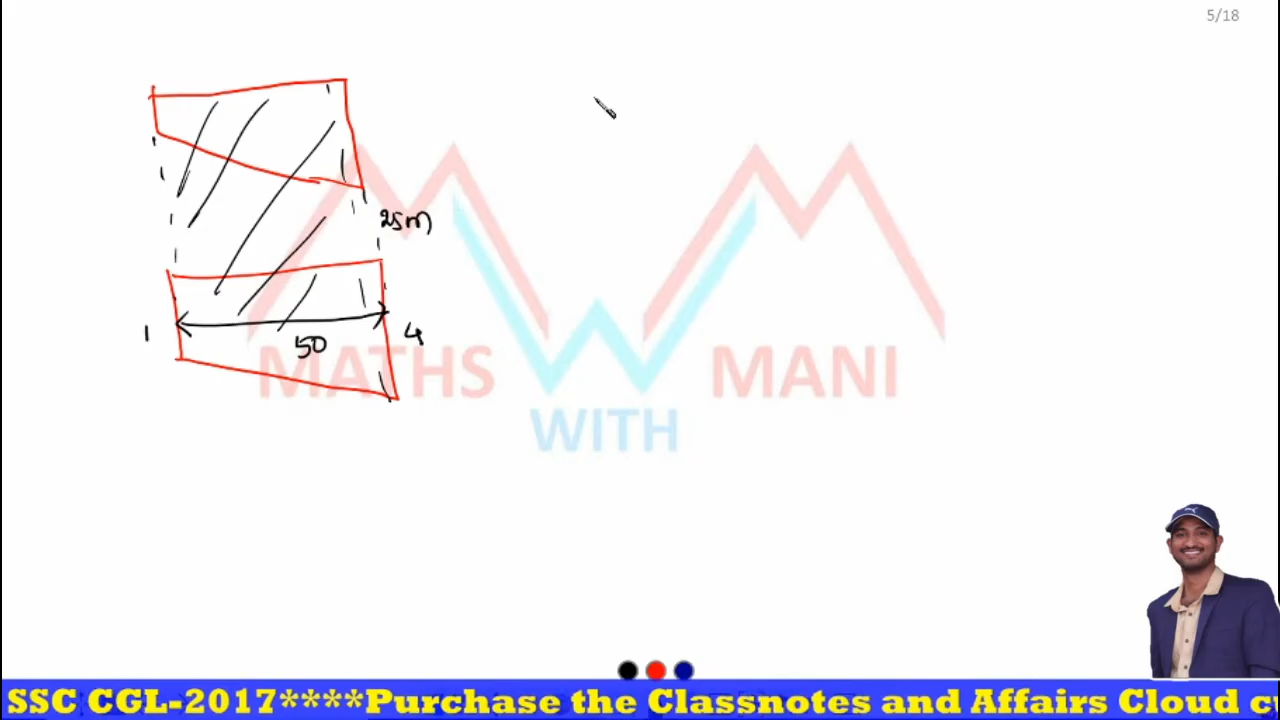 5/18
25m
1
50
4
MATHS
WITH
MANI
SSC CGL-2017****Purchase the Classnotes and Affairs Cloud c